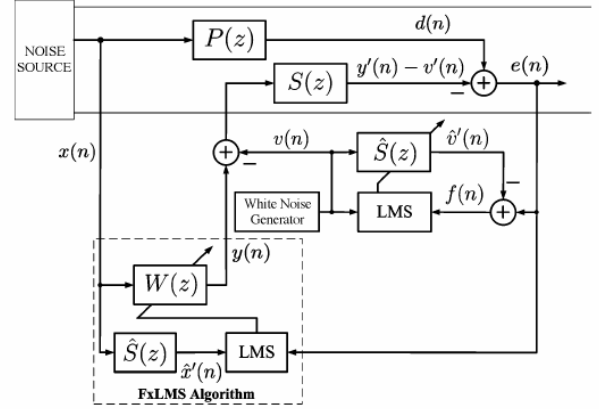 NOISE
SOURCE
P(z)
d(n)
S(z)
y′(n) − v′(n)
+
−
e(n)
x(n)
+
−
v(n)
Ŝ(z)
v̂′(n)
−
White Noise
Generator
LMS
f(n)
+
y(n)
W(z)
Ŝ(z)
x̂′(n)
LMS
FxLMS Algorithm